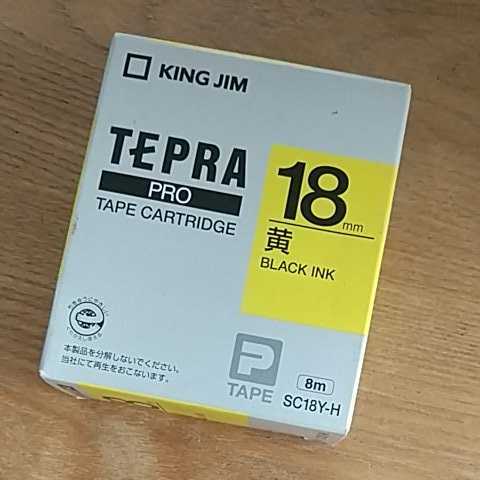 KING JIM
TEPRA
PRO
TAPE CARTRIDGE
18mm
黄
BLACK INK
本製品を分解しないでください。
当社にて再生をおこないます。
P
TAPE
8m
SC18Y-H